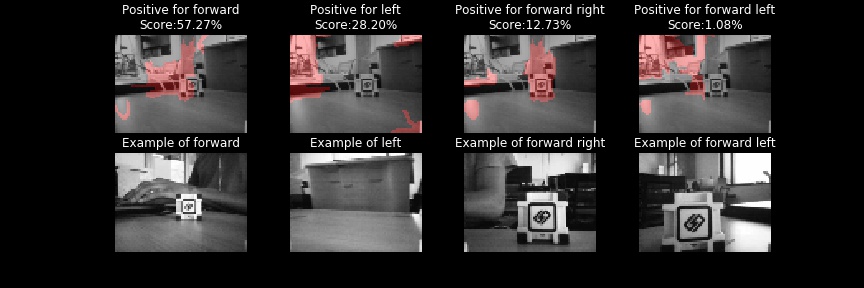 Positive for forward
Score:57.27%
Positive for left
Score:28.20%
Positive for forward right
Score:12.73%
Positive for forward left
Score:1.08%
Example of forward
Example of left
Example of forward right
Example of forward left